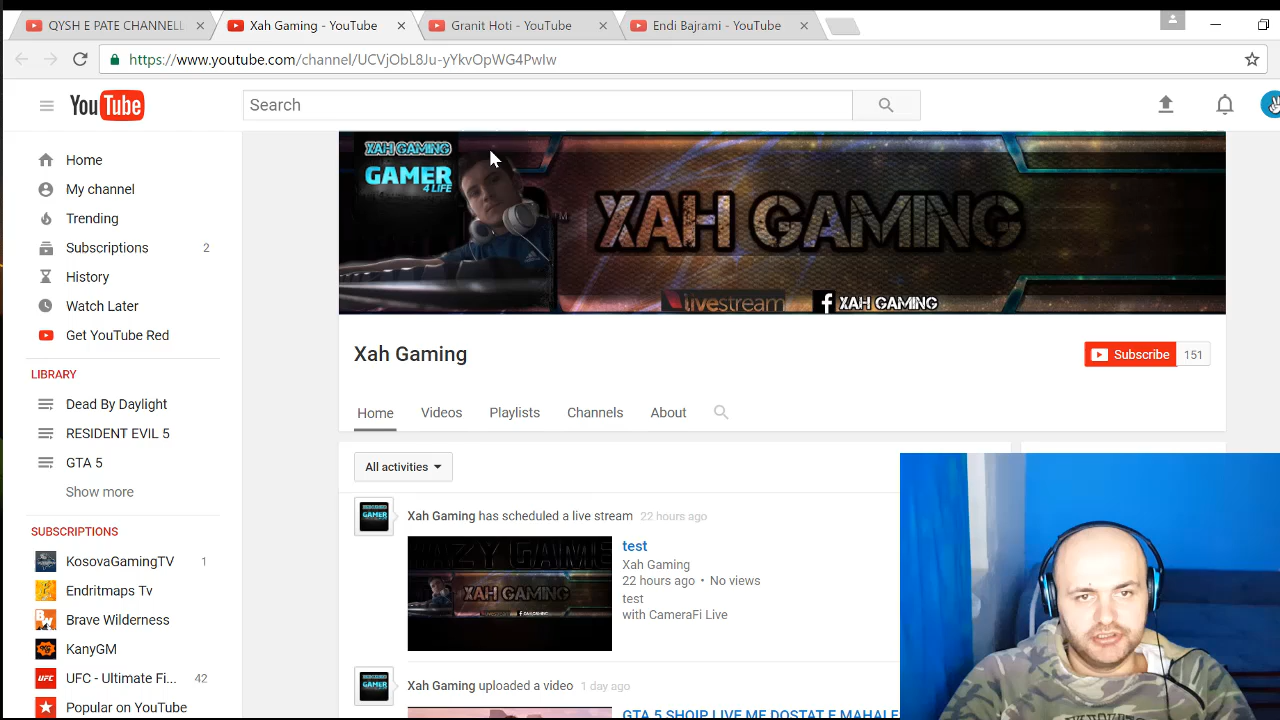 QYSH E PATE CHANNELL
Xah Gaming - YouTube
Granit Hoti - YouTube
Endi Bajrami - YouTube
https://www.youtube.com/channel/UCVjObL8Ju-yYkvOpWG4PwIw
YouTube
Search
Home
My channel
Trending
Subscriptions 2
History
Watch Later
Get YouTube Red
LIBRARY
Dead By Daylight
RESIDENT EVIL 5
GTA 5
Show more
SUBSCRIPTIONS
KosovaGamingTV 1
Endritmaps Tv
Brave Wilderness
KanyGM
UFC - Ultimate Fi... 42
Popular on YouTube
XAH GAMING
GAMER
4 LIFE
XAH GAMING
livestream
XAH GAMING
Xah Gaming
Subscribe 151
Home Videos Playlists Channels About
All activities
Xah Gaming has scheduled a live stream 22 hours ago
XAH GAMING
test
Xah Gaming
22 hours ago • No views
test
with CameraFi Live
Xah Gaming uploaded a video 1 day ago
GTA 5 SHQIP LIVE ME DOSTAT E MAHALE